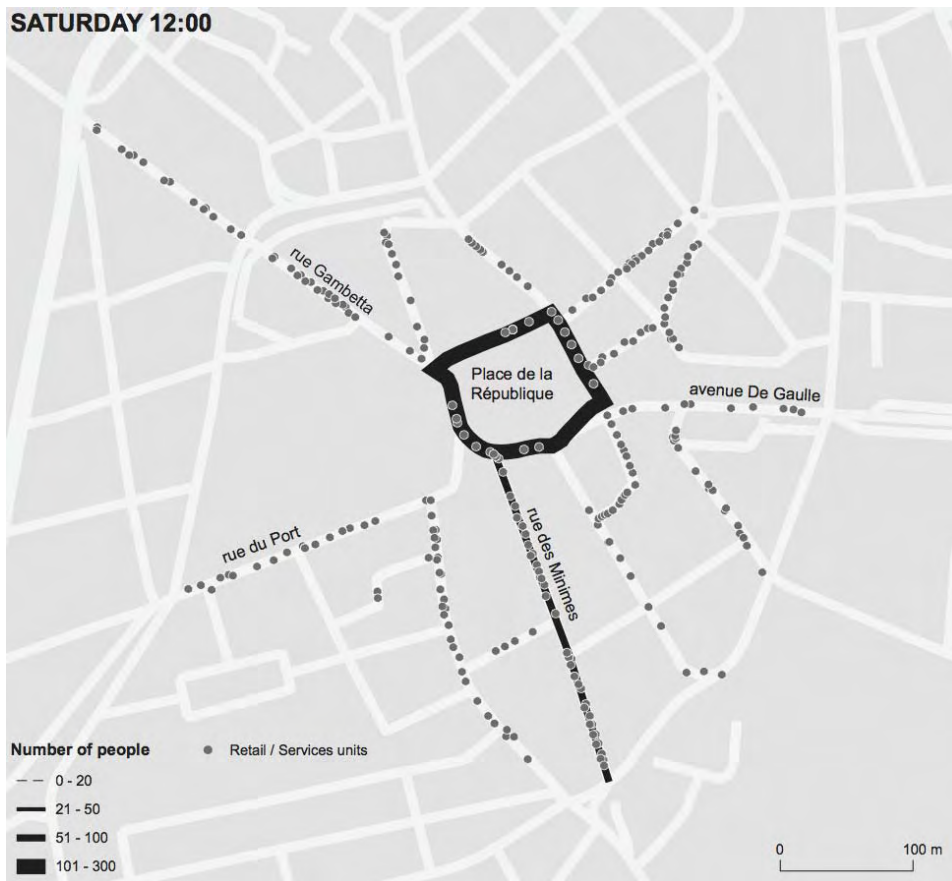 SATURDAY 12:00
rue Gambetta
Place de la
République
avenue De Gaulle
rue du Port
rue des Minimes
Number of people
Retail / Services units
0 - 20
21 - 50
51 - 100
101 - 300
0
100 m